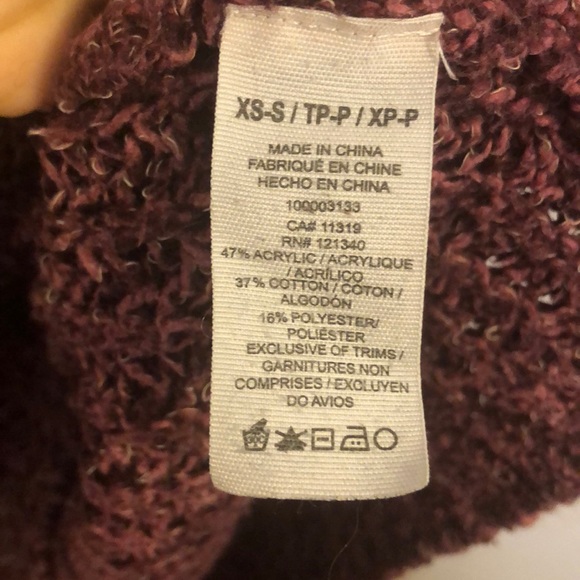 XS-S / TP-P / XP-P
MADE IN CHINA
FABRIQUÉ EN CHINE
HECHO EN CHINA
100003133
CA# 11319
RN# 121340
47% ACRYLIC / ACRYLIQUE
/ ACRÍLICO
37% COTTON / COTON /
ALGODÓN
16% POLYESTER/
POLIÉSTER
EXCLUSIVE OF TRIMS /
GARNITURES NON
COMPRISES / EXCLUYEN
DO AVIOS